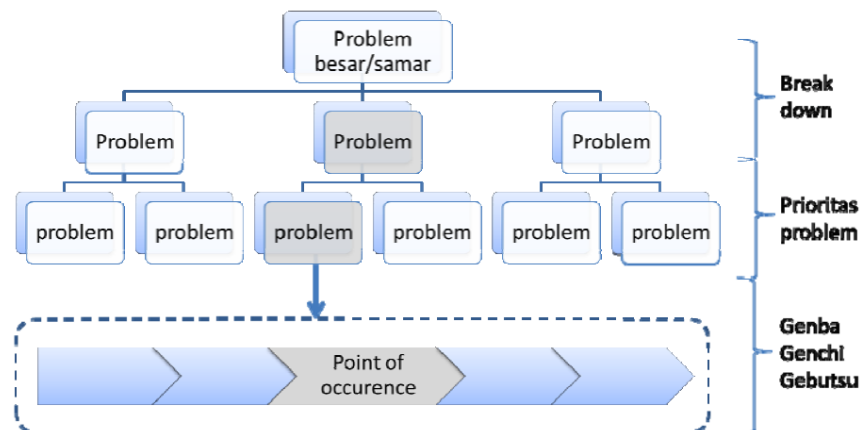 Problem
besar/samar
Break
down
Problem
Problem
Problem
Prioritas
problem
problem
problem
problem
problem
problem
problem
Genba
Genchi
Gebutsu
Point of
occurence